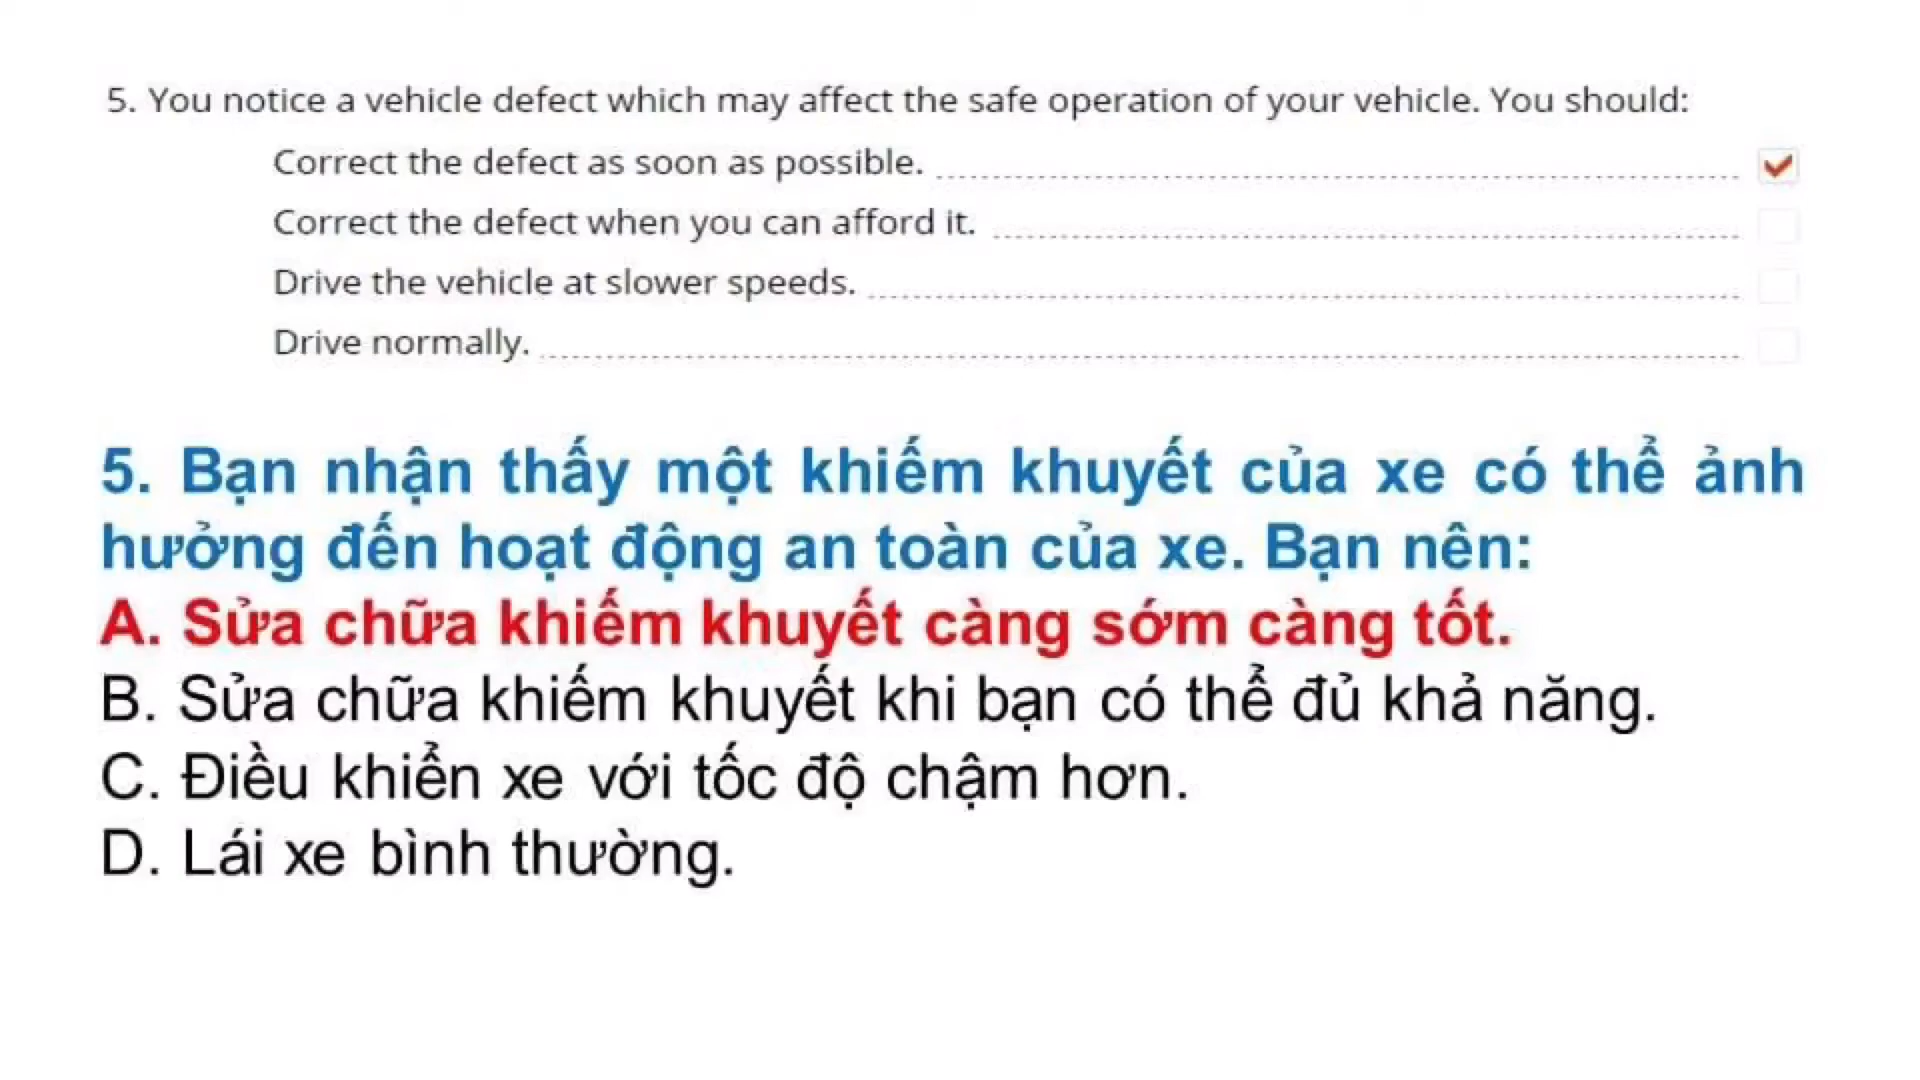 5. You notice a vehicle defect which may affect the safe operation of your vehicle. You should:
Correct the defect as soon as possible.
Correct the defect when you can afford it.
Drive the vehicle at slower speeds.
Drive normally.
5. Bạn nhận thấy một khiếm khuyết của xe có thể ảnh
hưởng đến hoạt động an toàn của xe. Bạn nên:
A. Sửa chữa khiếm khuyết càng sớm càng tốt.
B. Sửa chữa khiếm khuyết khi bạn có thể đủ khả năng.
C. Điều khiển xe với tốc độ chậm hơn.
D. Lái xe bình thường.